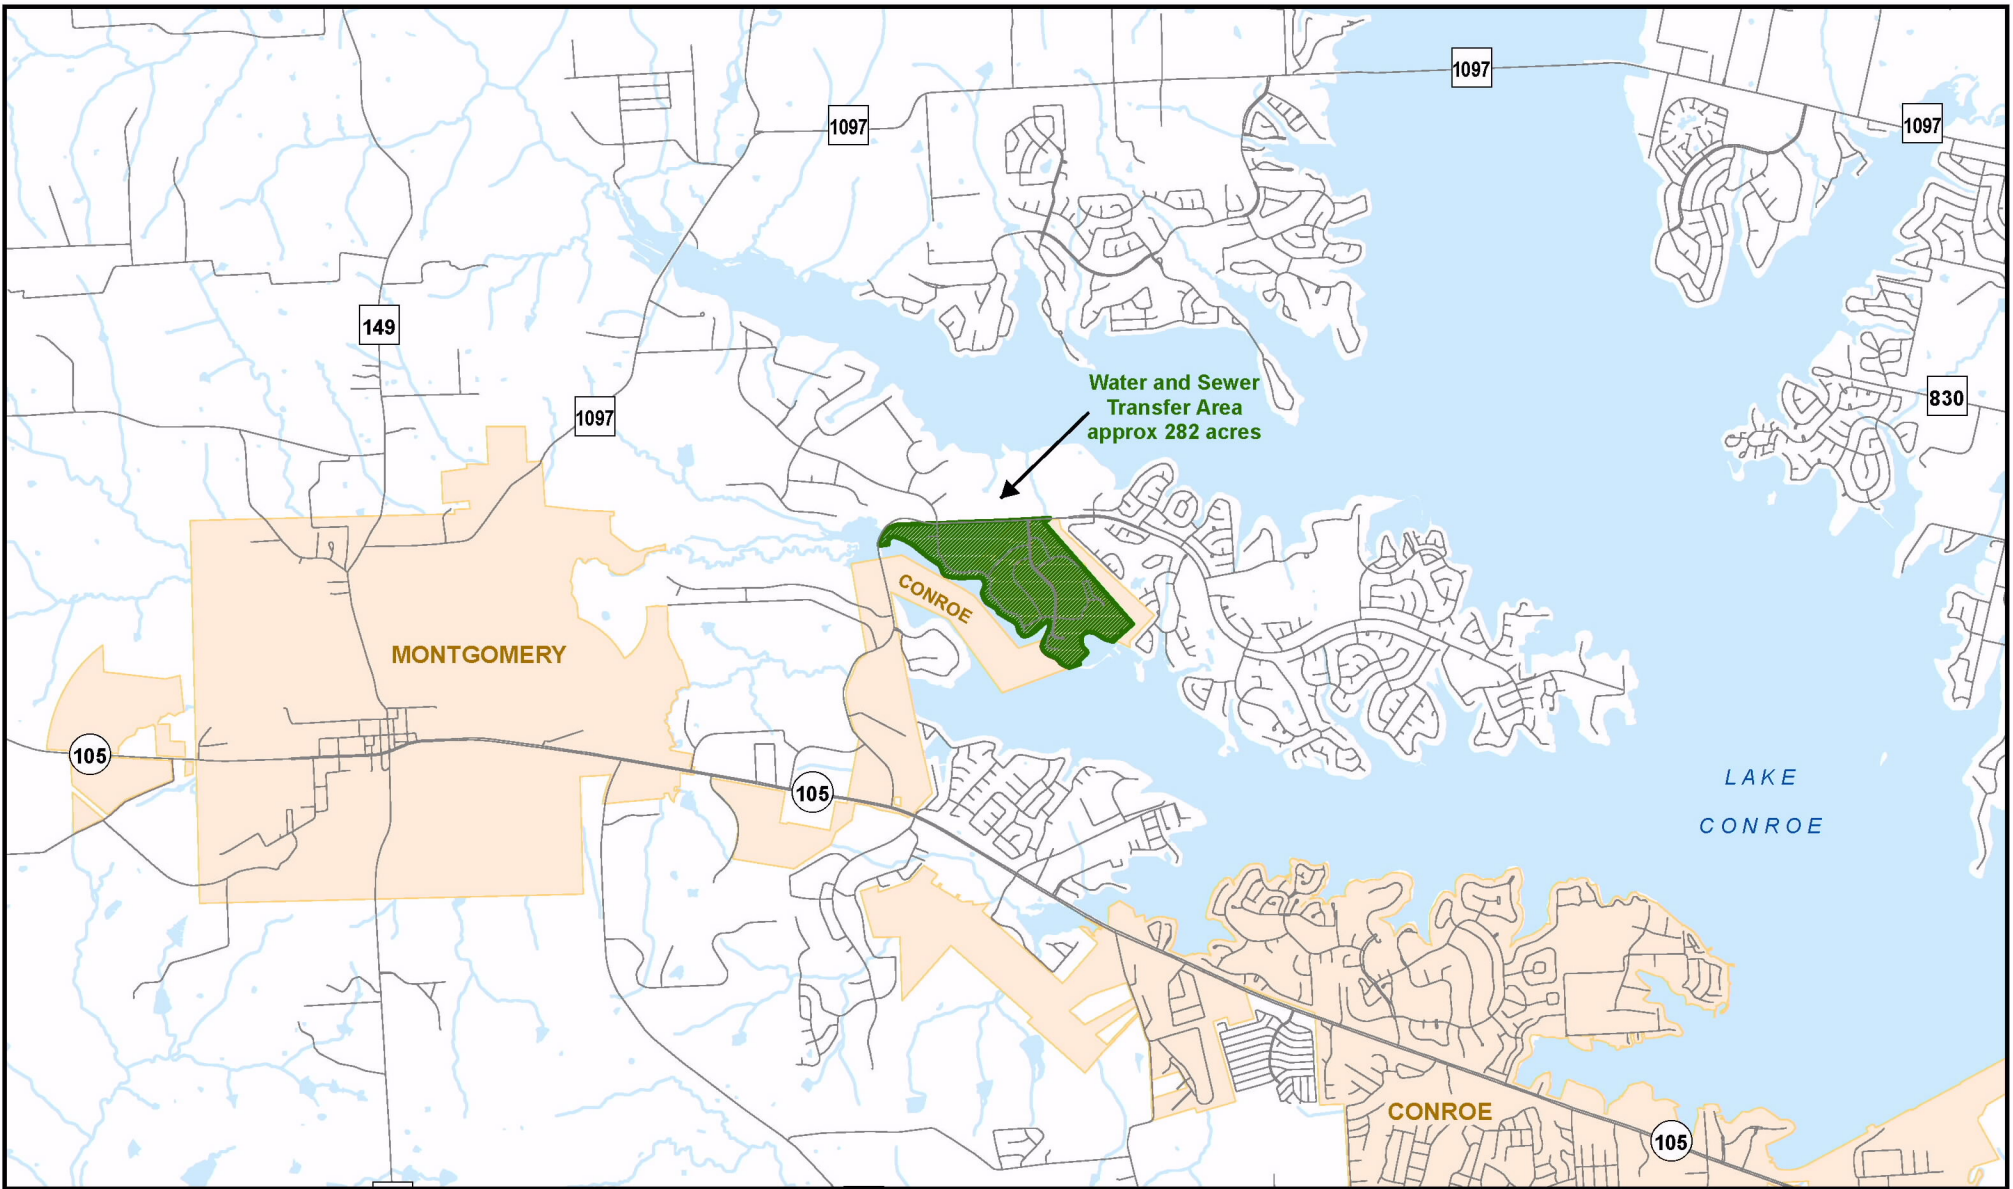 1097
1097
1097
149
Water and Sewer
Transfer Area
approx 282 acres
830
1097
CONROE
MONTGOMERY
105
105
LAKE
CONROE
CONROE
105